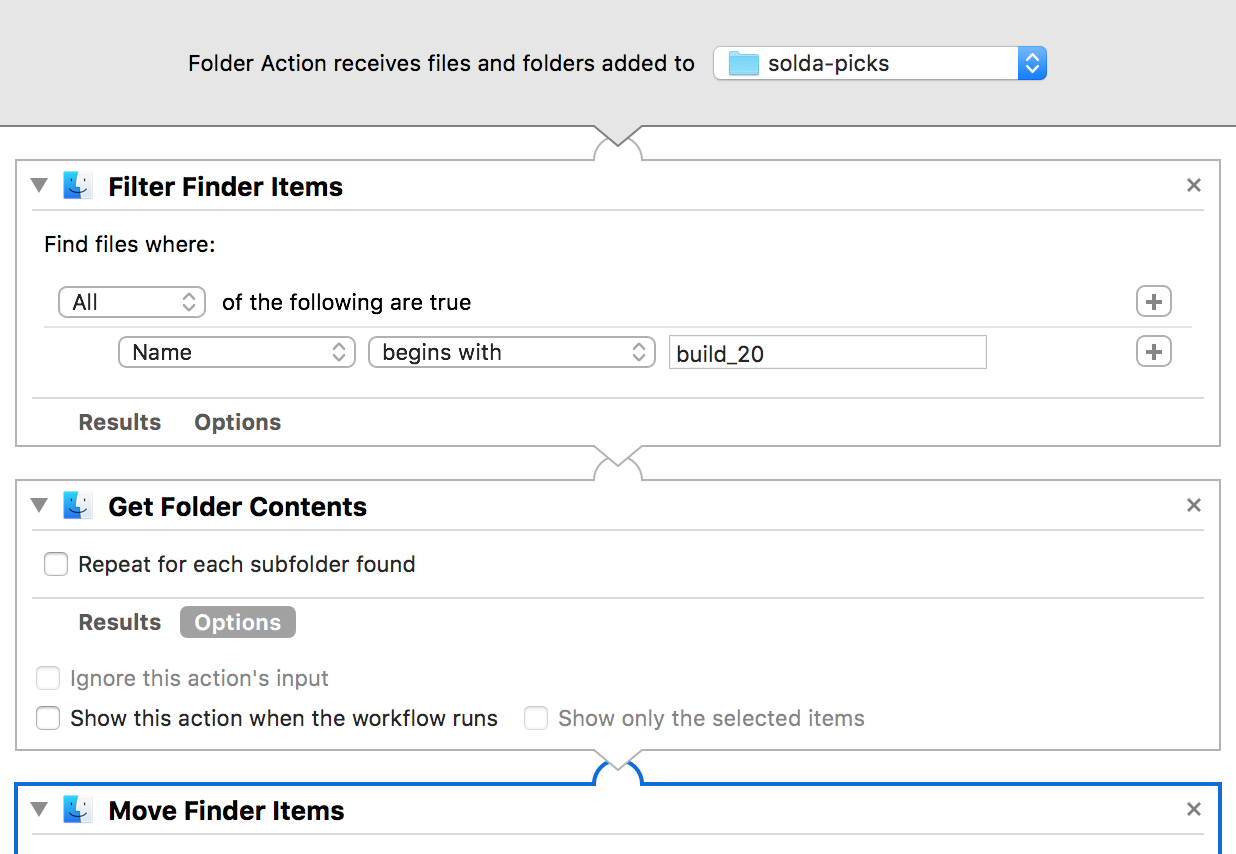 Folder Action receives files and folders added to solda-picks
Filter Finder Items
Find files where:
All of the following are true
Name begins with build_20
Results Options
Get Folder Contents
Repeat for each subfolder found
Results Options
Ignore this action's input
Show this action when the workflow runs Show only the selected items
Move Finder Items